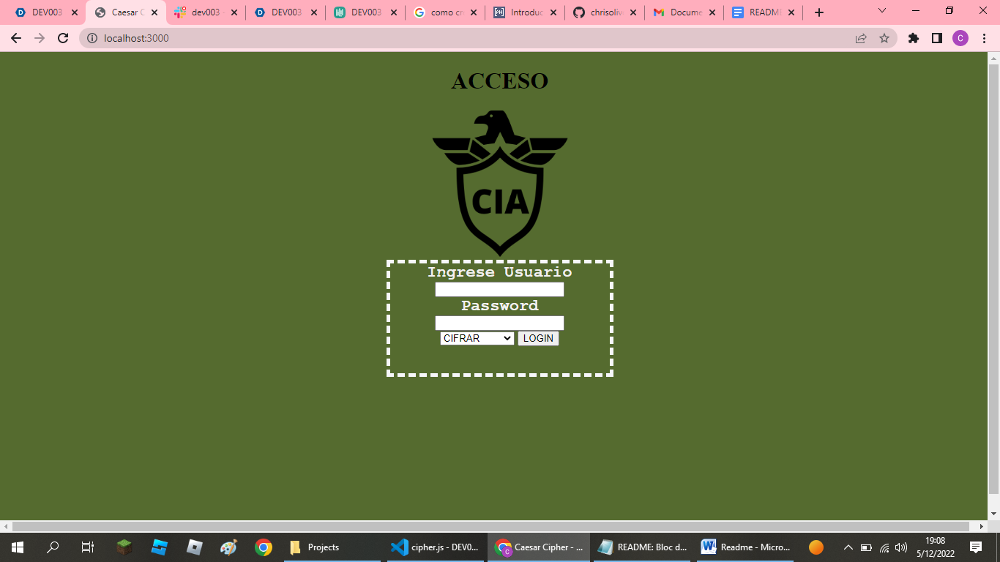 DEV003
Caesar C
dev003
DEV003
DEV003
como cr
Introduc
chrisoliv
Docume
README
localhost:3000
C
ACCESO
CIA
Ingrese Usuario
Password
CIFRAR
LOGIN
Projects
cipher.js - DEV0...
Caesar Cipher - ...
README: Bloc d...
Readme - Micro...
19:08
5/12/2022